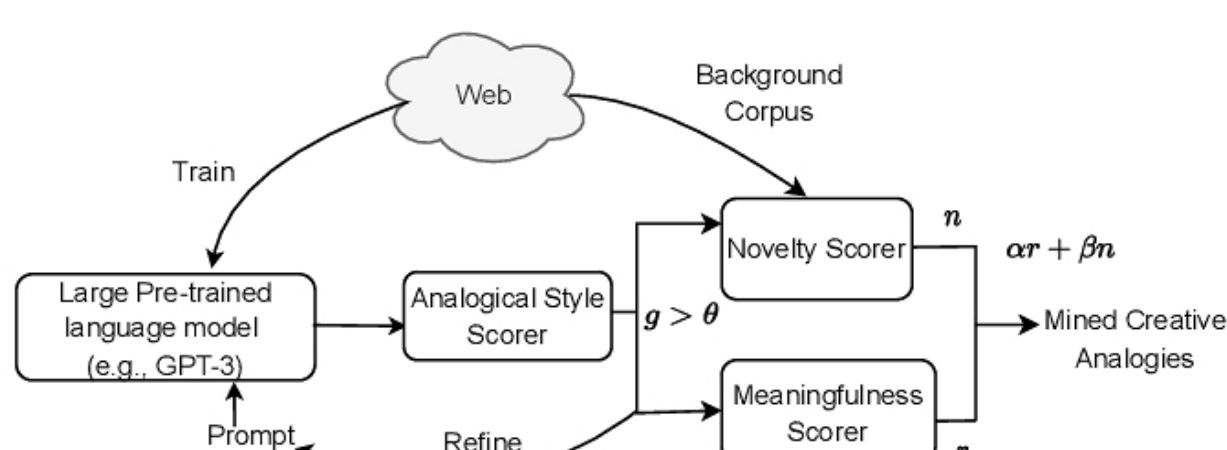 Web
Background
Corpus
Train
Novelty Scorer
n
αr + βn
Large Pre-trained
language model
(e.g., GPT-3)
Analogical Style
Scorer
g > θ
Mined Creative
Analogies
Meaningfulness
Scorer
Prompt
Refine